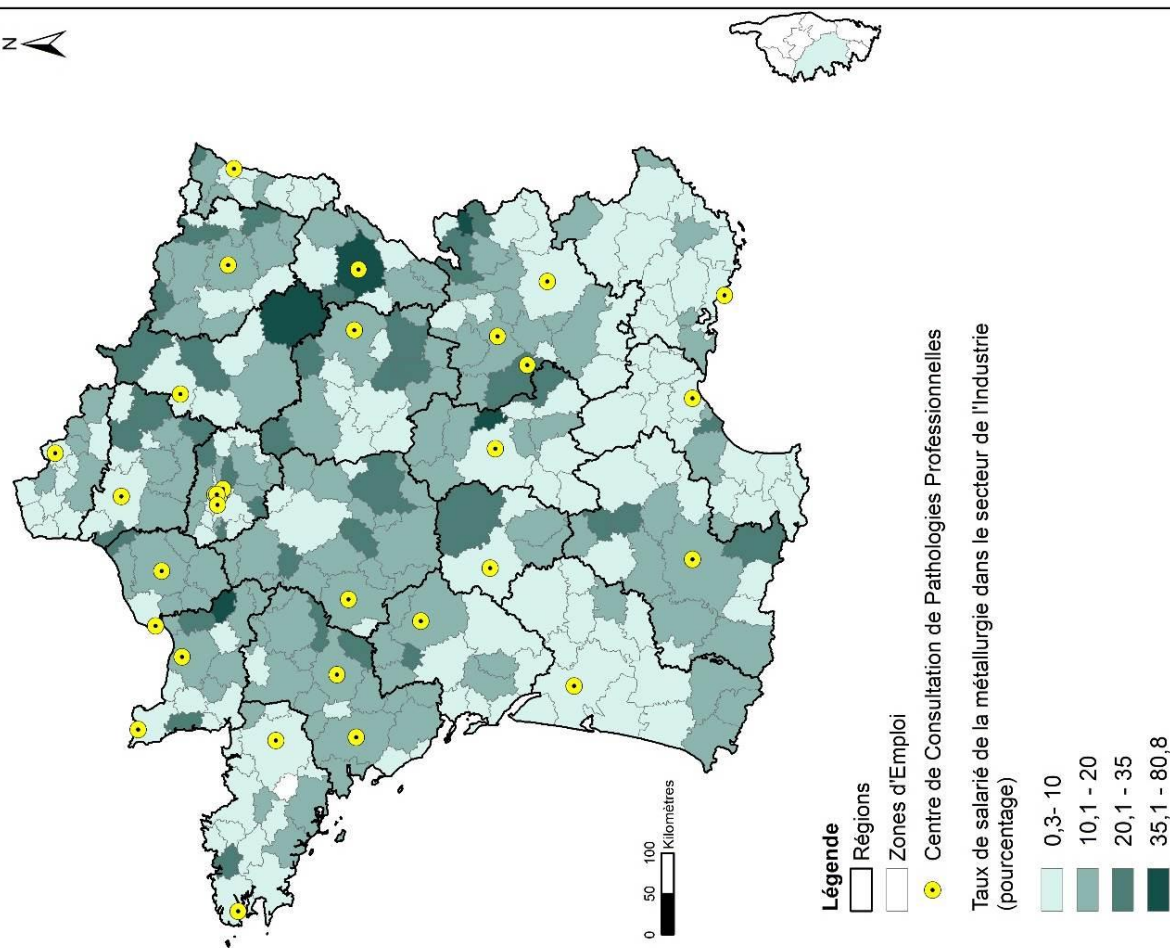 N
0 50 100
Kilomètres
Légende
Régions
Zones d'Emploi
Centre de Consultation de Pathologies Professionnelles
Taux de salarié de la métallurgie dans le secteur de l'Industrie
(pourcentage)
0,3- 10
10,1 - 20
20,1 - 35
35,1 - 80,8